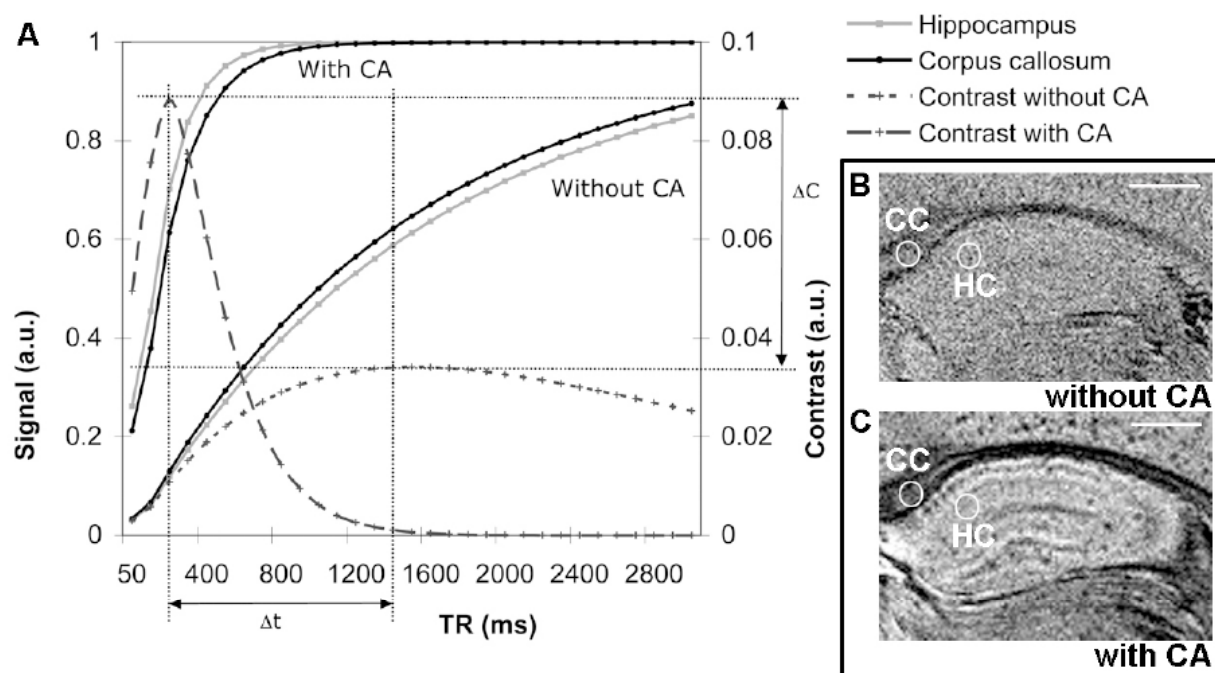 A
1
0.8
0.6
0.4
0.2
0
Signal (a.u.)
With CA
Without CA
0.1
0.08
0.06
0.04
0.02
0
Contrast (a.u.)
ΔC
50 400 800 1200 1600 2000 2400 2800
Δt
TR (ms)
Hippocampus
Corpus callosum
Contrast without CA
Contrast with CA
B
CC
HC
without CA
C
CC
HC
with CA